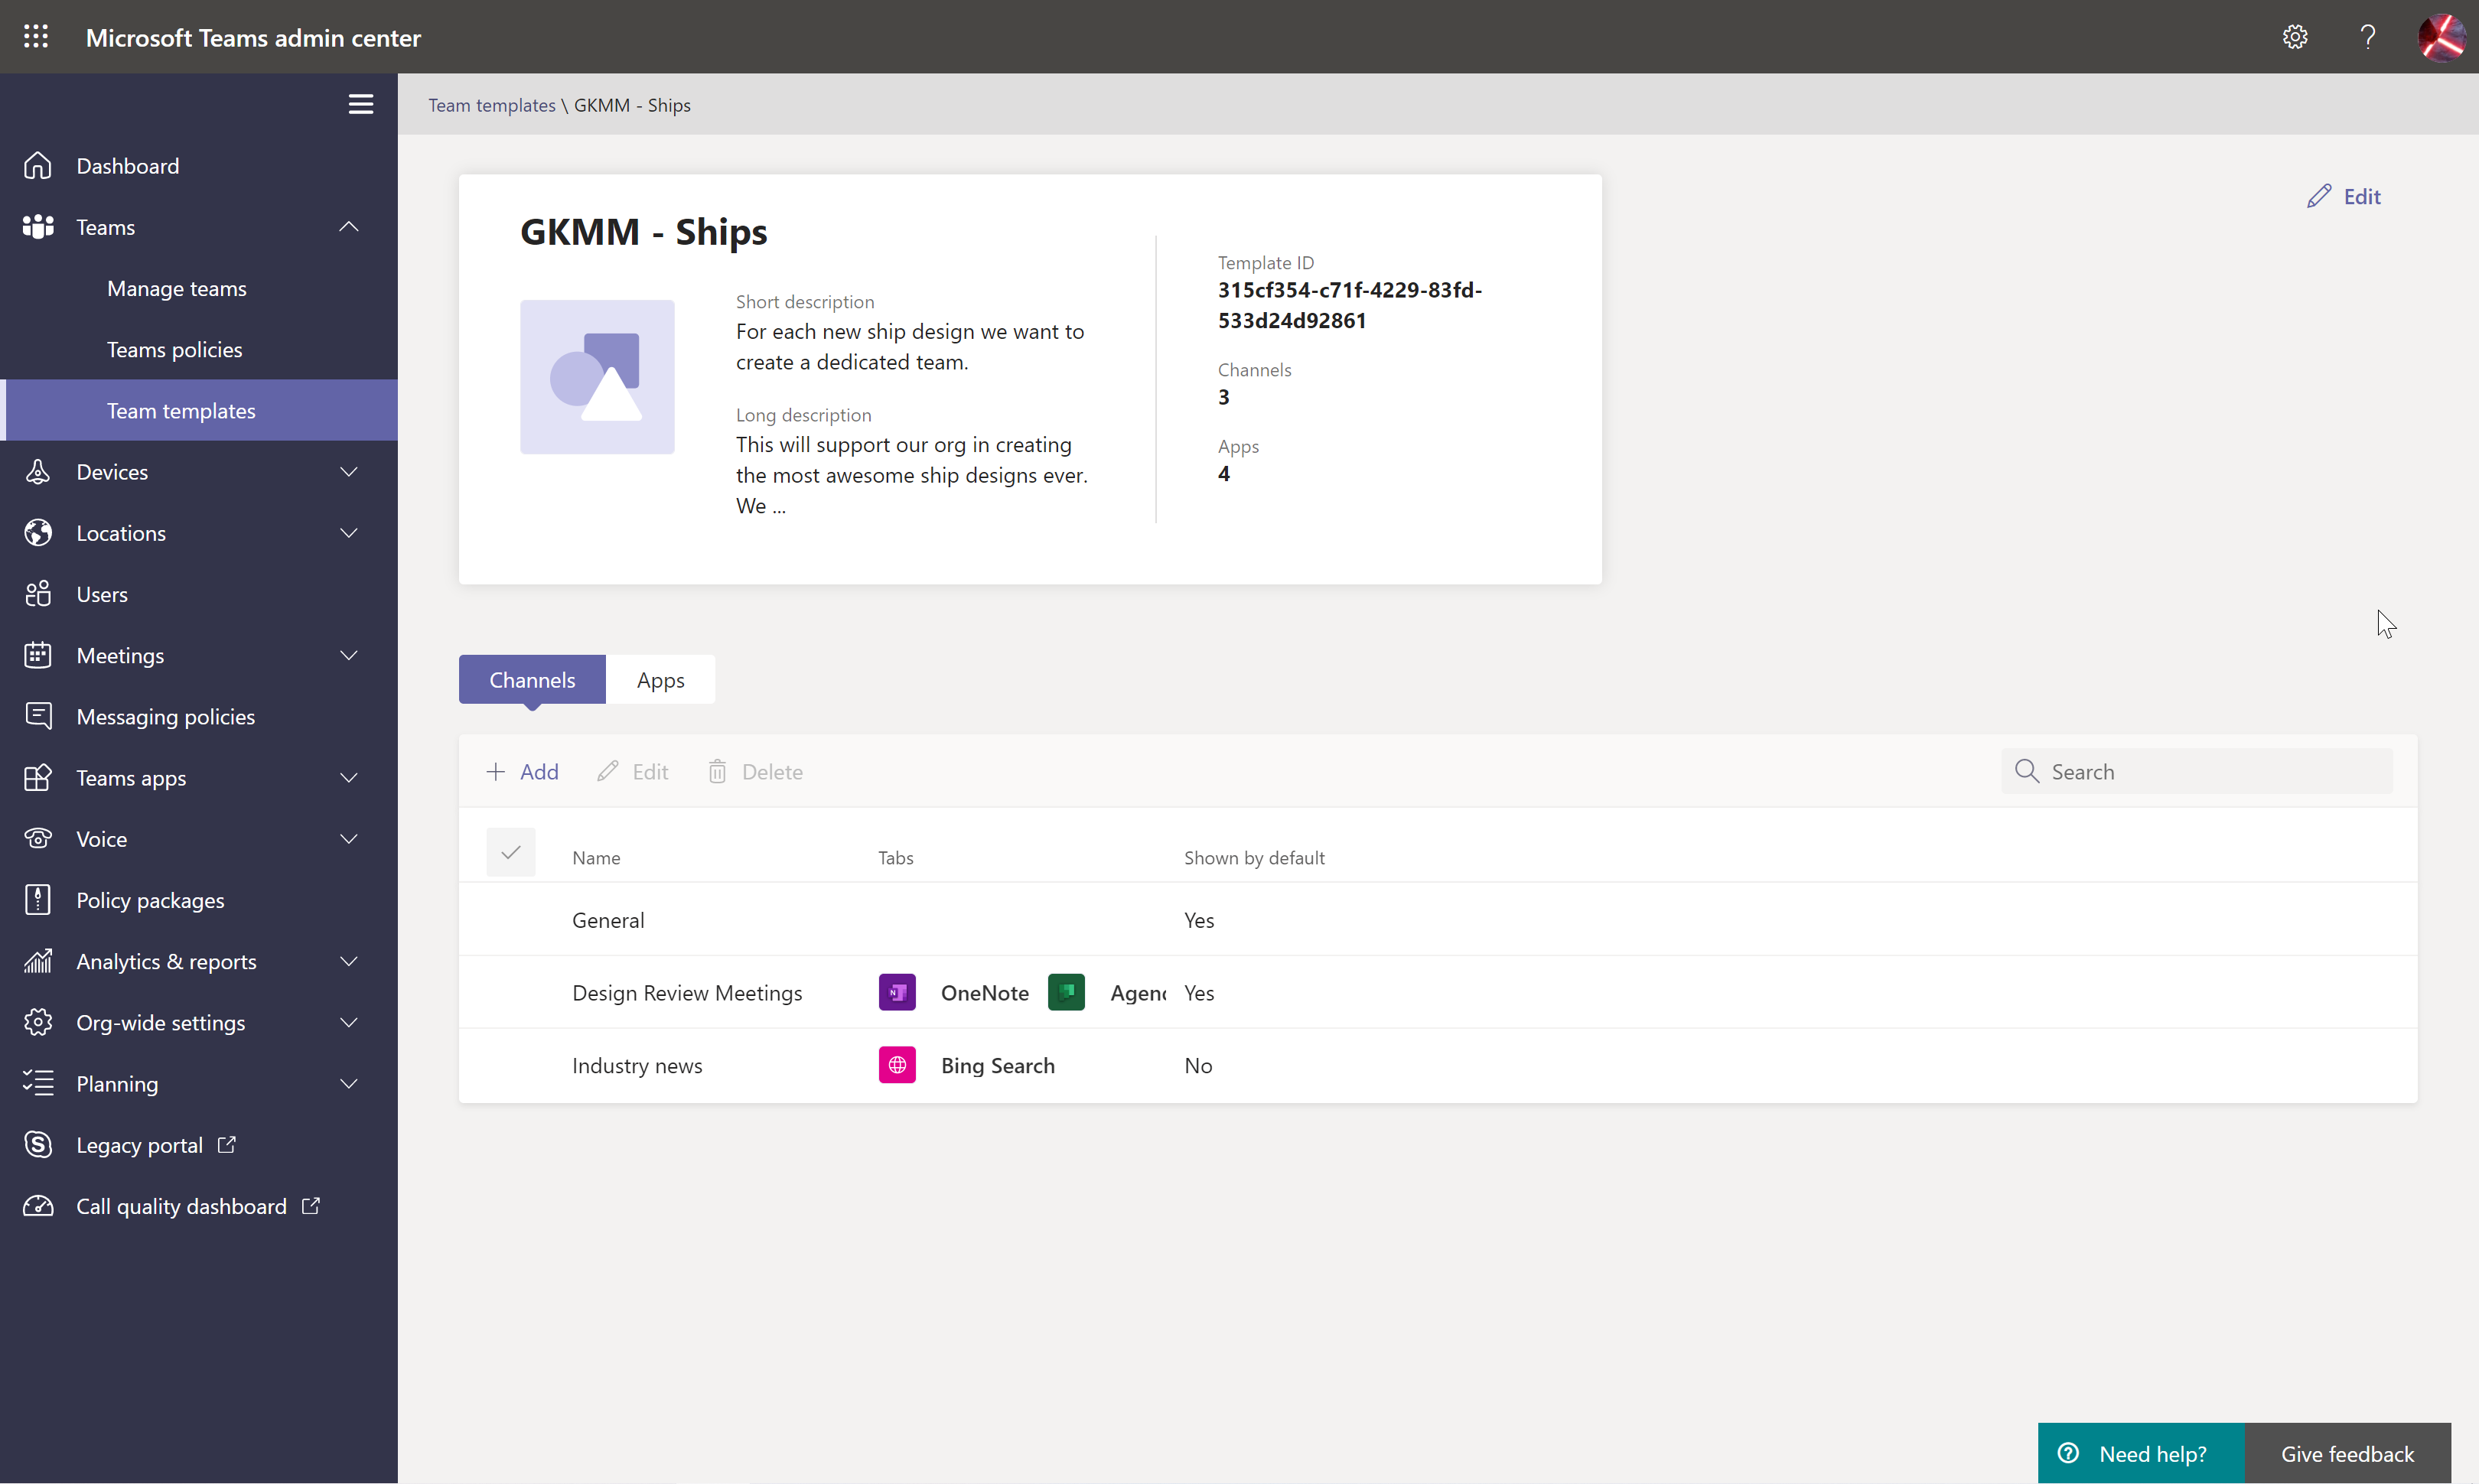 Microsoft Teams admin center
Team templates \ GKMM - Ships
Dashboard
Teams
Manage teams
Teams policies
Team templates
Devices
Locations
Users
Meetings
Messaging policies
Teams apps
Voice
Policy packages
Analytics & reports
Org-wide settings
Planning
Legacy portal
Call quality dashboard
Edit
GKMM - Ships
Short description
For each new ship design we want to
create a dedicated team.
Long description
This will support our org in creating
the most awesome ship designs ever.
We ...
Template ID
315cf354-c71f-4229-83fd-
533d24d92861
Channels
3
Apps
4
Channels Apps
Add Edit Delete Search
Name Tabs Shown by default
General Yes
Design Review Meetings OneNote Yes
Industry news Bing Search No
Need help? Give feedback